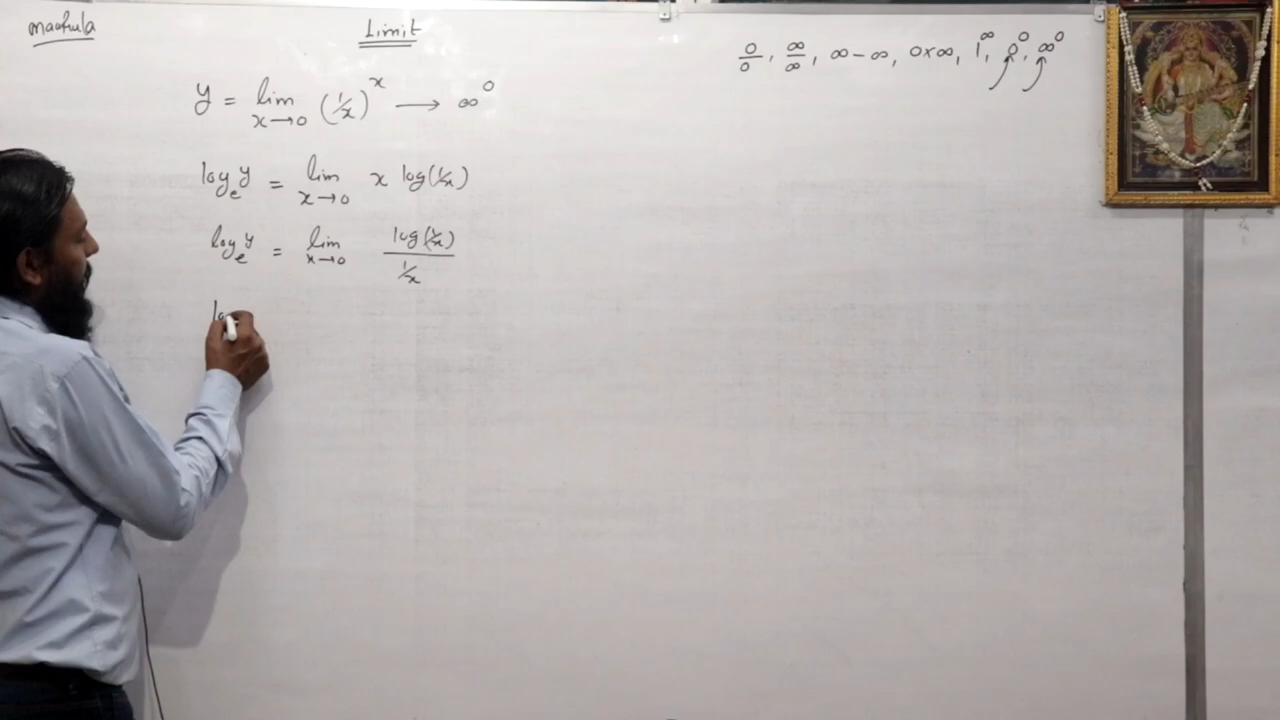 Limit
0/0, ∞/∞, ∞ - ∞, 0×∞, 1^∞, 0^0, ∞^0
y = lim x→0 (1/x)^x → ∞^0
log_e y = lim x→0 x log(1/x)
log_e y = lim x→0 log(1/x) / 1/x
lo